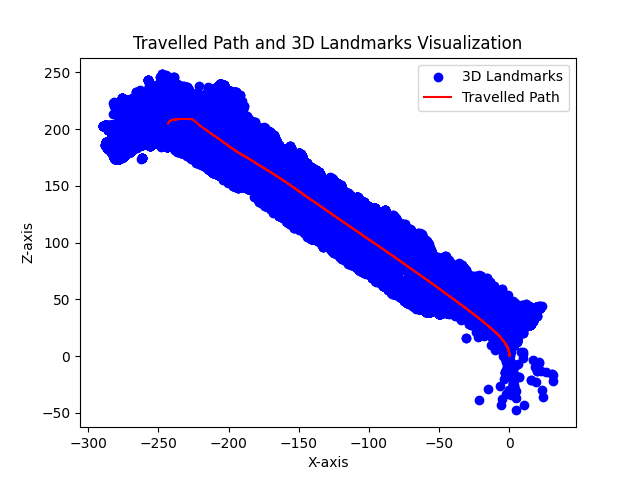 Travelled Path and 3D Landmarks Visualization
3D Landmarks
Travelled Path
250
200
150
100
50
0
−50
Z-axis
−300
−250
−200
−150
−100
−50
0
X-axis